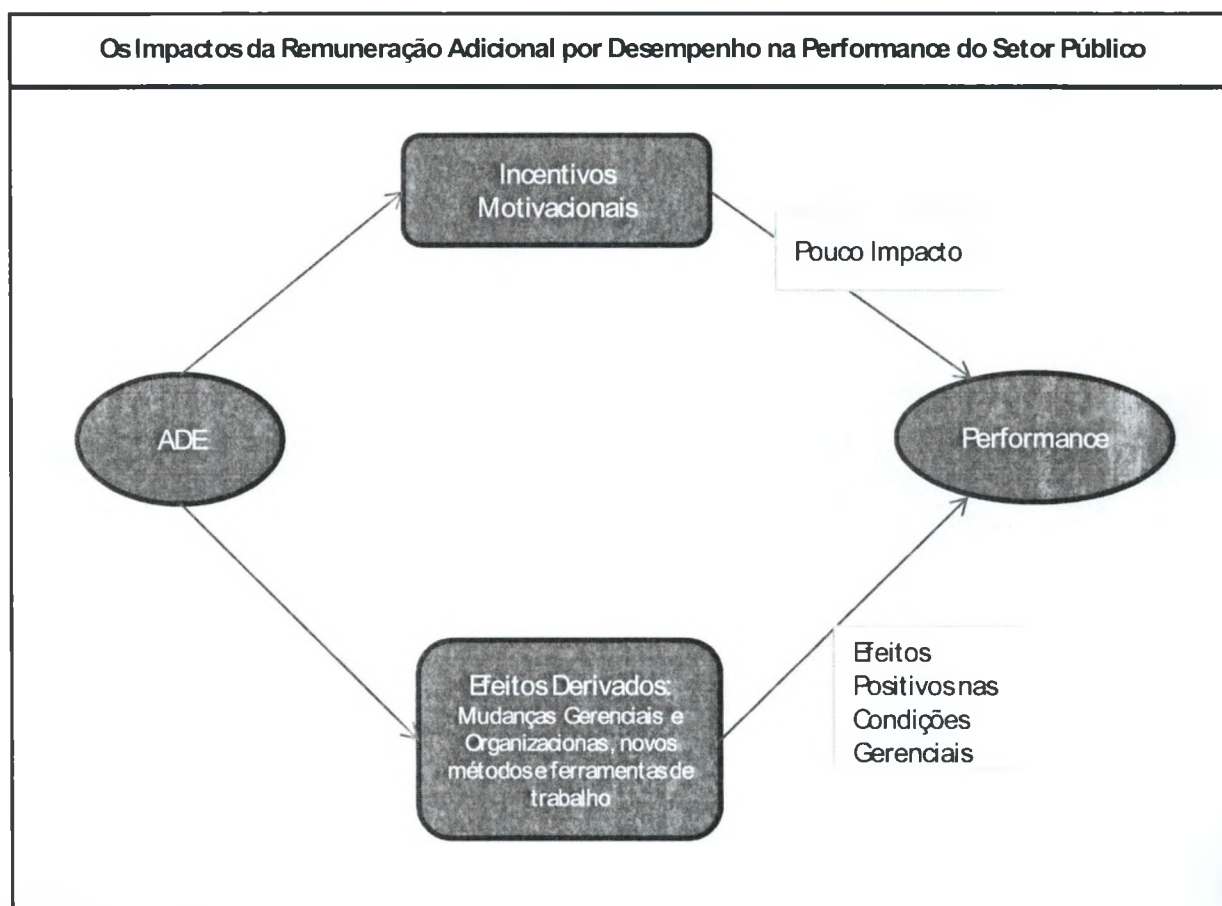 Os Impactos da Remuneração Adicional por Desempenho na Performance do Setor Público
Incentivos
Motivacionais
Pouco Impacto
ADE
Performance
Efeitos Derivados:
Mudanças Gerenciais e
Organizacionas, novos
métodos e ferramentas de
trabalho
Efeitos
Positivos nas
Condições
Gerenciais